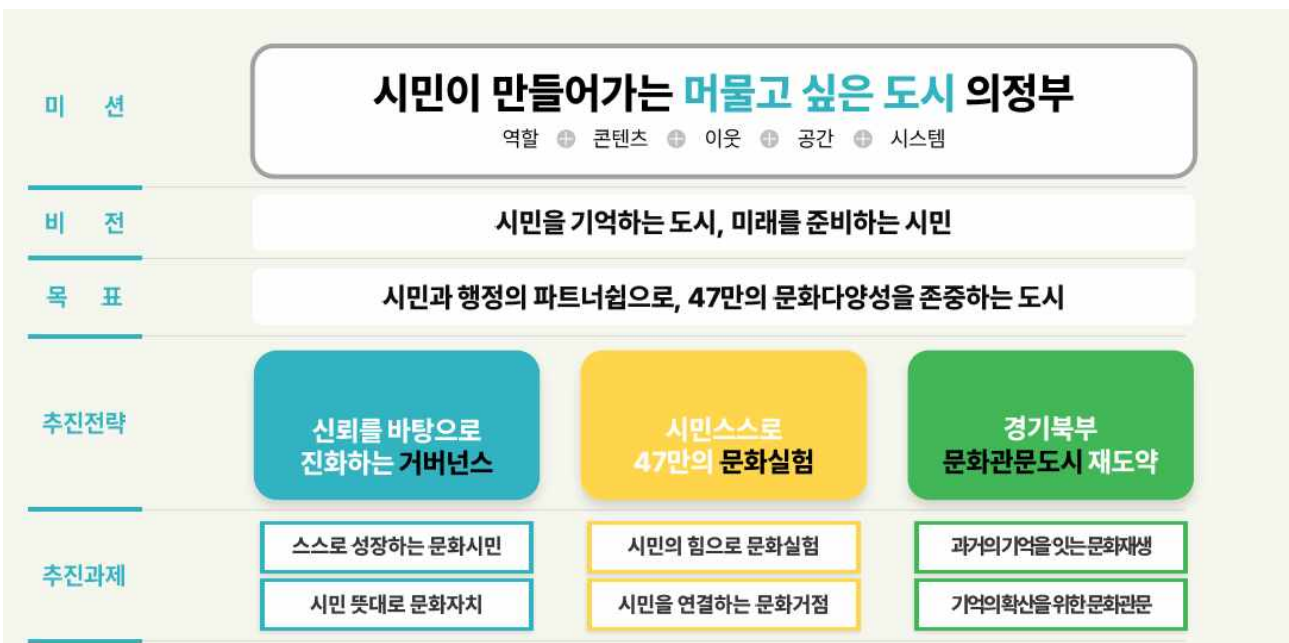 미 션
시민이 만들어가는 머물고 싶은 도시 의정부
역할 ⊕ 콘텐츠 ⊕ 이웃 ⊕ 공간 ⊕ 시스템
비 전
시민을 기억하는 도시, 미래를 준비하는 시민
목 표
시민과 행정의 파트너쉽으로, 47만의 문화다양성을 존중하는 도시
추진전략
신뢰를 바탕으로
진화하는 거버넌스
시민스스로
47만의 문화실험
경기북부
문화관문도시 재도약
추진과제
스스로 성장하는 문화시민
시민 뜻대로 문화자치
시민의 힘으로 문화실험
시민을 연결하는 문화거점
과거의기억을잇는문화재생
기억의확산을위한문화관문